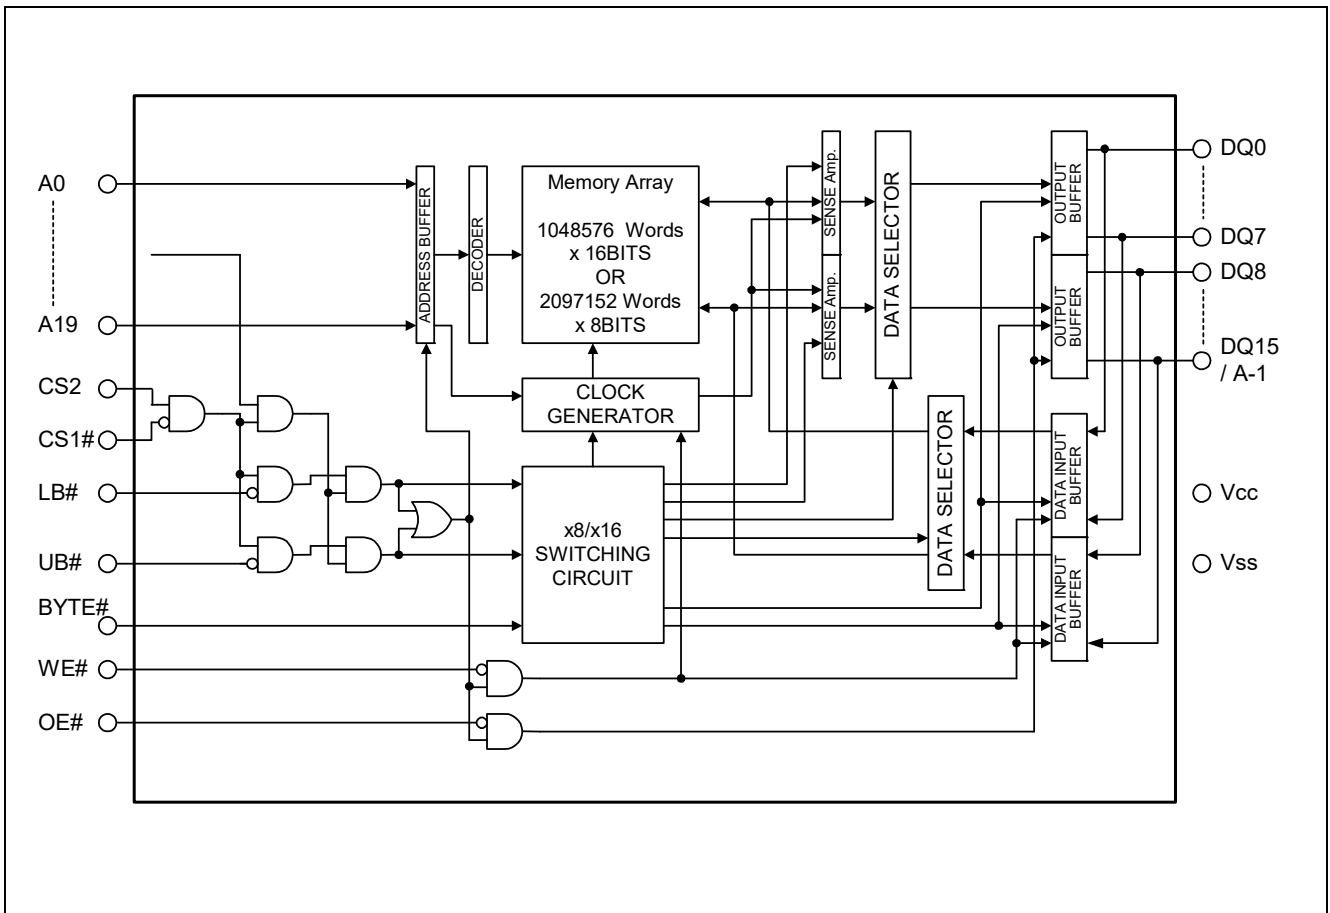 A0
A19
CS2
CS1#
LB#
UB#
BYTE#
WE#
OE#
ADDRESS BUFFER
DECODER
Memory Array
1048576 Words
x 16BITS
OR
2097152 Words
x 8BITS
CLOCK
GENERATOR
x8/x16
SWITCHING
CIRCUIT
SENSE Amp.
SENSE Amp.
DATA SELECTOR
DATA SELECTOR
OUTPUT
BUFFER
OUTPUT
BUFFER
DATA INPUT
BUFFER
DATA INPUT
BUFFER
DQ0
DQ7
DQ8
DQ15
/ A-1
Vcc
Vss